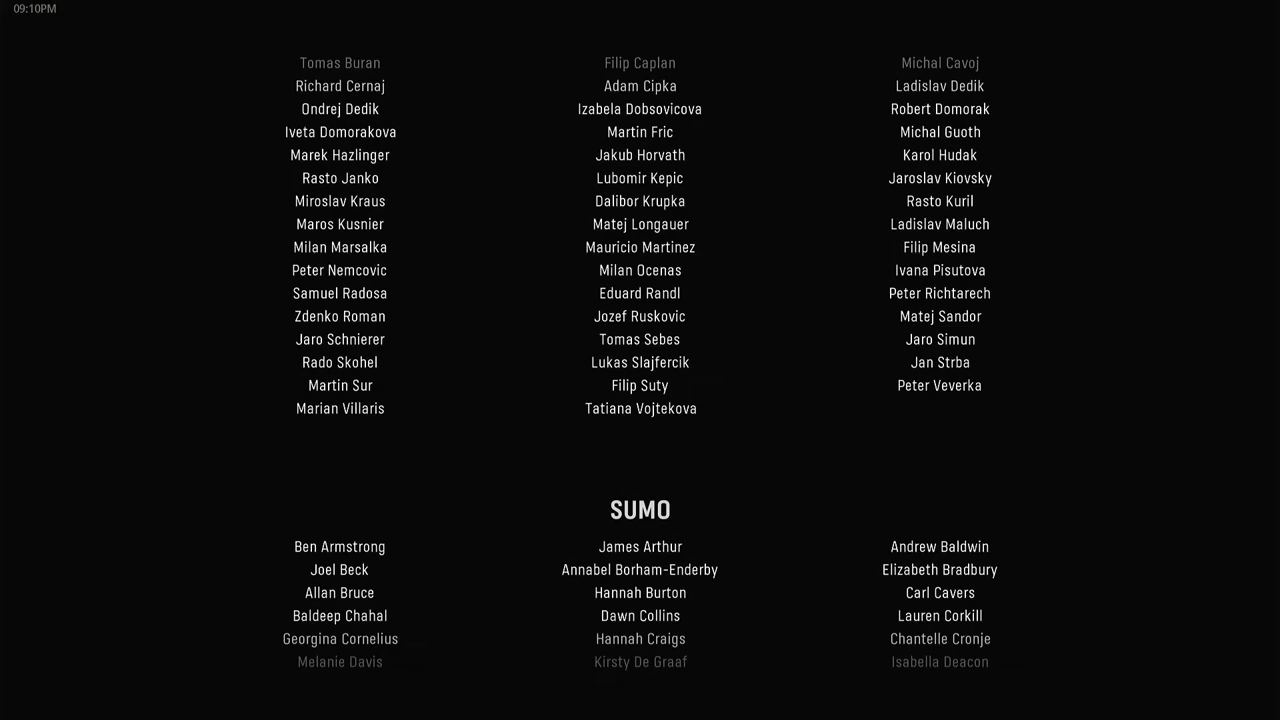 09:10PM
Tomas Buran Filip Caplan Michal Cavoj
Richard Cernaj Adam Cipka Ladislav Dedik
Ondrej Dedik Izabela Dobsovicova Robert Domorak
Iveta Domorakova Martin Fric Michal Guoth
Marek Hazlinger Jakub Horvath Karol Hudak
Rasto Janko Lubomir Kepic Jaroslav Kiovsky
Miroslav Kraus Dalibor Krupka Rasto Kuril
Maros Kusnier Matej Longauer Ladislav Maluch
Milan Marsalka Mauricio Martinez Filip Mesina
Peter Nemcovic Milan Ocenas Ivana Pisutova
Samuel Radosa Eduard Randl Peter Richtarech
Zdenko Roman Jozef Ruskovic Matej Sandor
Jaro Schnierer Tomas Sebes Jaro Simun
Rado Skohel Lukas Slajfercik Jan Strba
Martin Sur Filip Suty Peter Veverka
Marian Villaris Tatiana Vojtekova
SUMO
Ben Armstrong James Arthur Andrew Baldwin
Joel Beck Annabel Borham-Enderby Elizabeth Bradbury
Allan Bruce Hannah Burton Carl Cavers
Baldeep Chahal Dawn Collins Lauren Corkill
Georgina Cornelius Hannah Craigs Chantelle Cronje
Melanie Davis Kirsty De Graaf Isabella Deacon